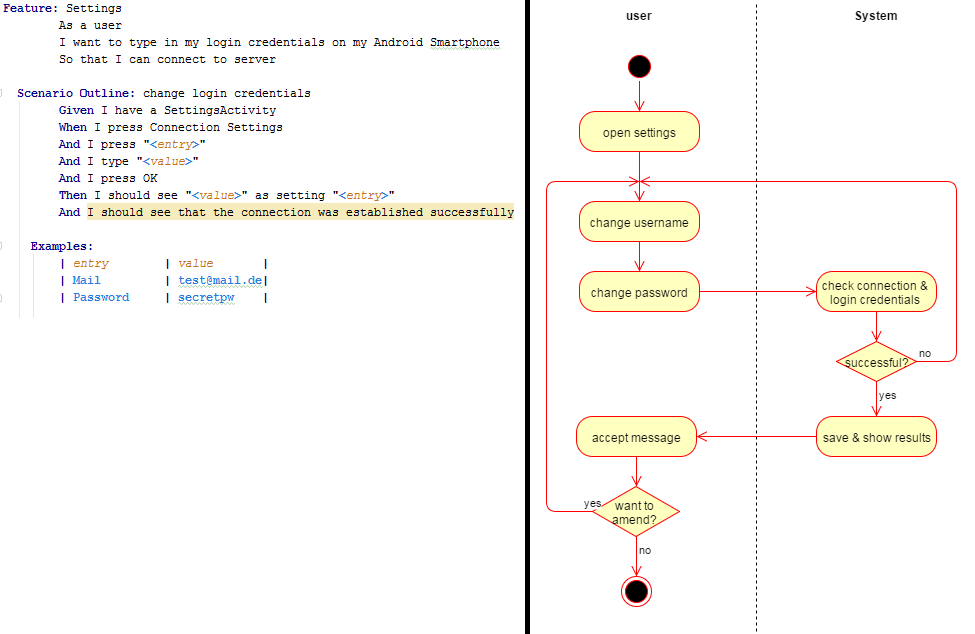 Feature: Settings
As a user
I want to type in my login credentials on my Android Smartphone
So that I can connect to server
Scenario Outline: change login credentials
Given I have a SettingsActivity
When I press Connection Settings
And I press "<entry>"
And I type "<value>"
And I press OK
Then I should see "<value>" as setting "<entry>"
And I should see that the connection was established successfully
Examples:
| entry | value |
| Mail | test@mail.de|
| Password | secretpw |
user
System
open settings
change username
change password
check connection &
login credentials
successful?
no
yes
accept message
save & show results
yes
want to
amend?
no